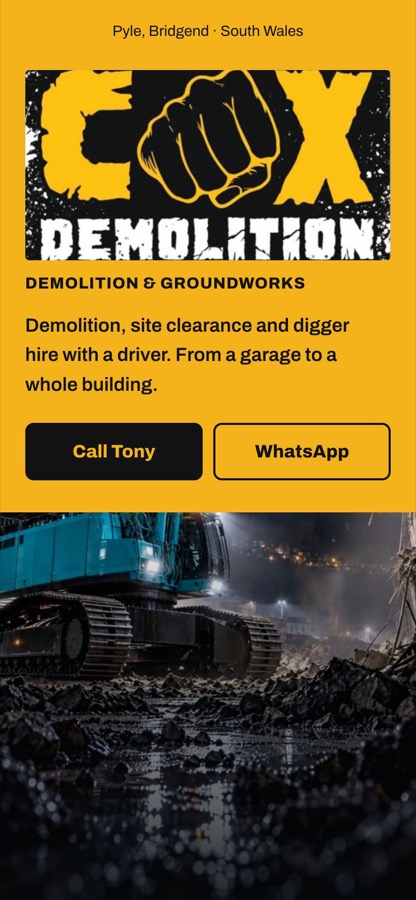 Pyle, Bridgend · South Wales
COX
DEMOLITION
DEMOLITION & GROUNDWORKS
Demolition, site clearance and digger
hire with a driver. From a garage to a
whole building.
Call Tony
WhatsApp